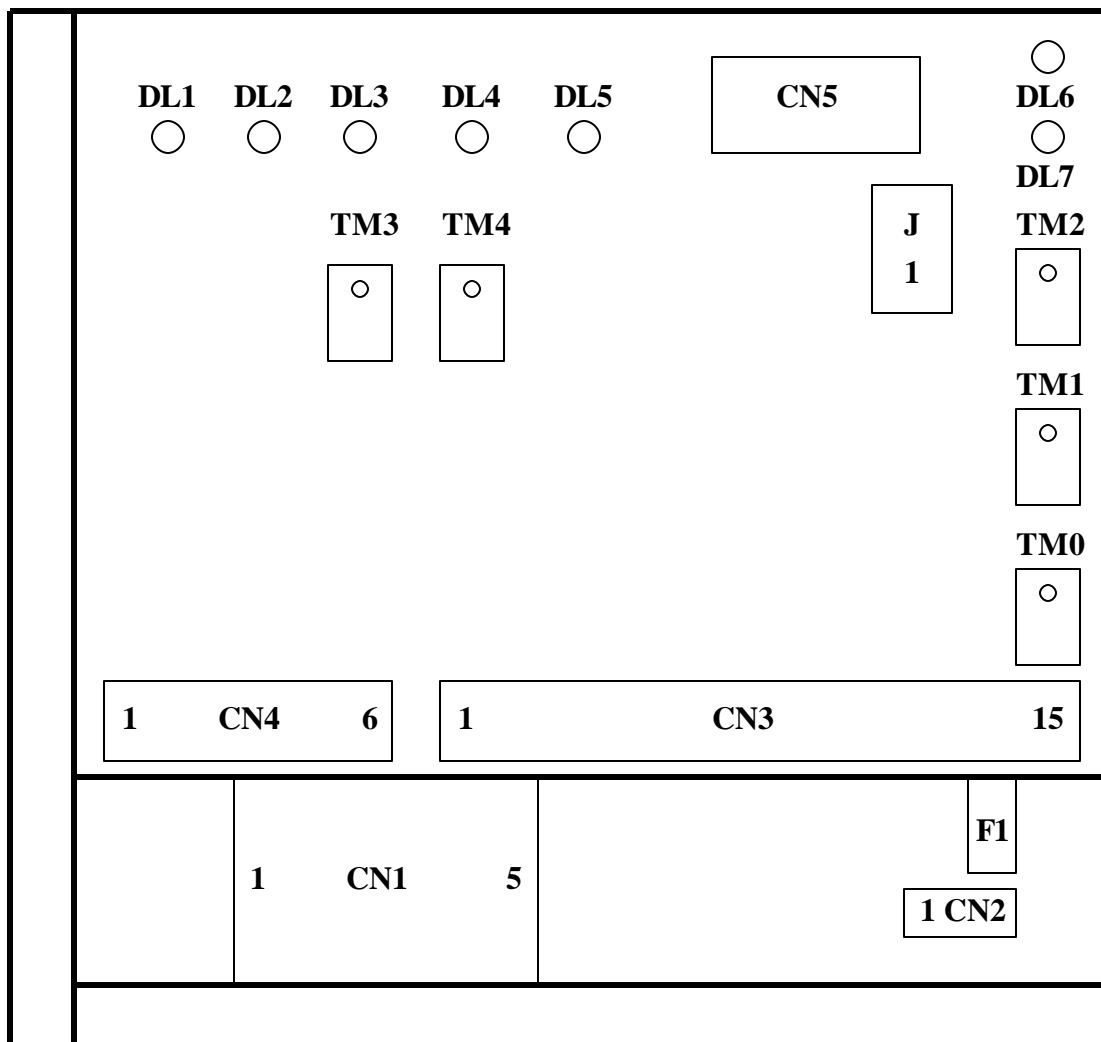 DL1 DL2 DL3 DL4 DL5 CN5 DL6
DL7
TM3 TM4 J TM2
1
TM1
TM0
1 CN4 6 1 CN3 15
F1
1 CN1 5
1 CN2